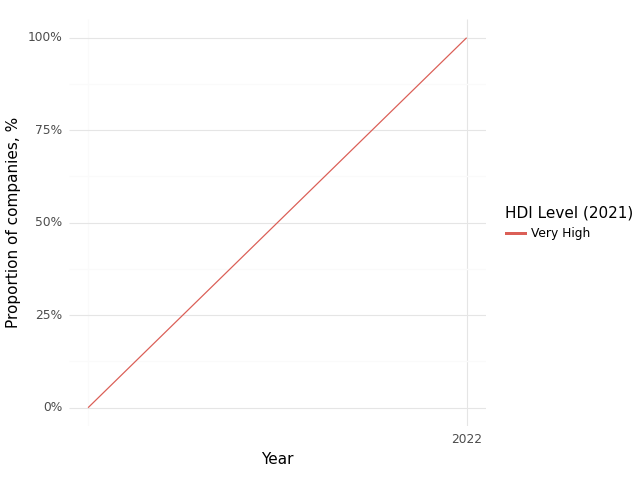 100%
75%
50%
25%
0%
Proportion of companies, %
2022
Year
HDI Level (2021)
Very High